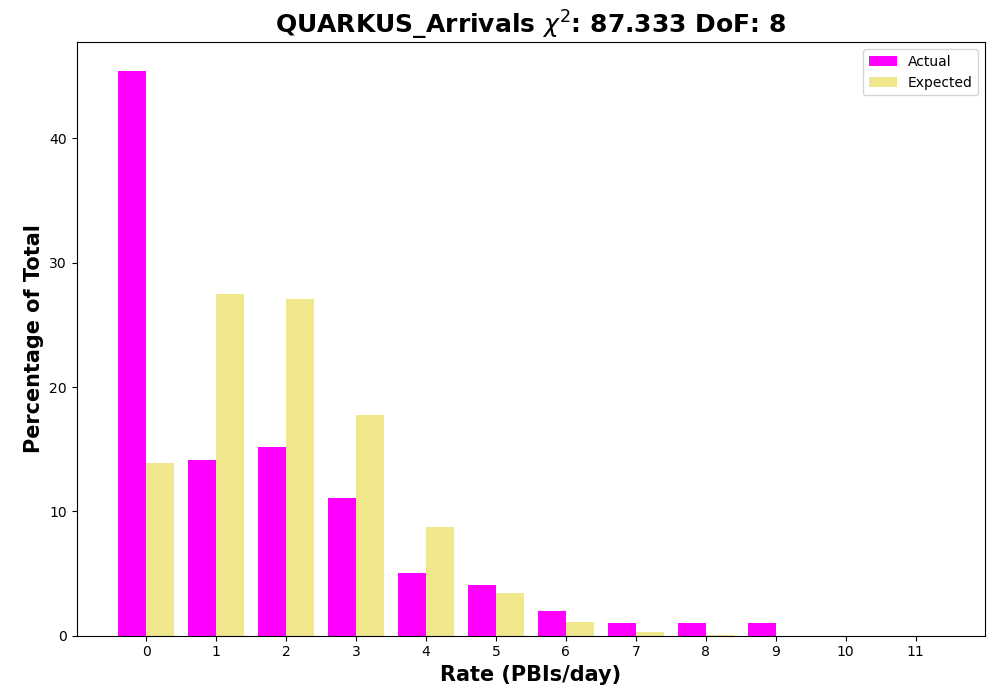 QUARKUS_Arrivals χ²: 87.333 DoF: 8
Actual
Expected
Percentage of Total
40
30
20
10
0
0 1 2 3 4 5 6 7 8 9 10 11
Rate (PBIs/day)